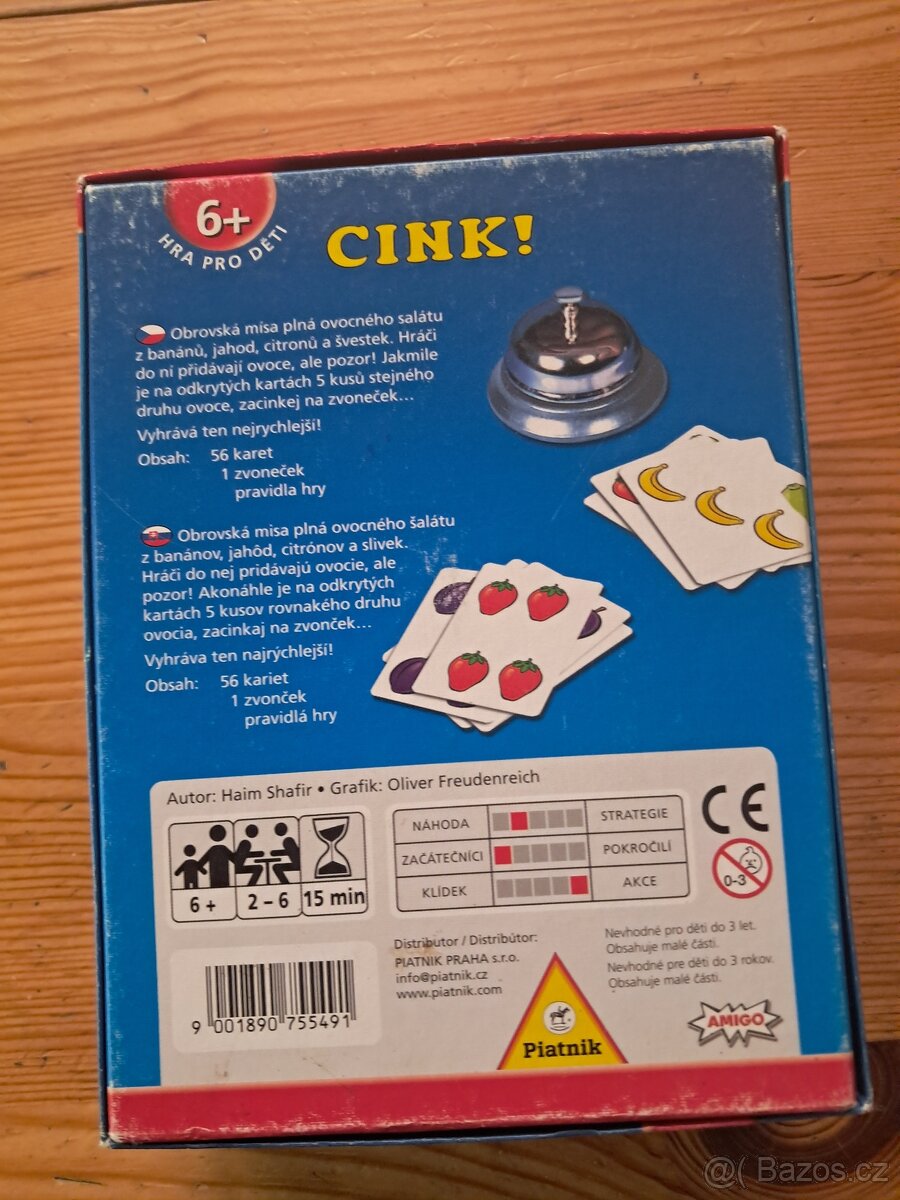 6+
HRA PRO DĚTI
CINK!
Obrovská mísa plná ovocného salátu
z banánů, jahod, citronů a švestek. Hráči
do ní přidávají ovoce, ale pozor! Jakmile
je na odkrytých kartách 5 kusů stejného
druhu ovoce, zacinkej na zvoneček...
Vyhrává ten nejrychlejší!
Obsah: 56 karet
1 zvoneček
pravidla hry
Obrovská misa plná ovocného šalátu
z banánov, jahôd, citrónov a slivek.
Hráči do nej pridávajú ovocie, ale
pozor! Akonáhle je na odkrytých
kartách 5 kusov rovnakého druhu
ovocia, zacinkaj na zvonček...
Vyhráva ten najrýchlejší!
Obsah: 56 kariet
1 zvonček
pravidlá hry
Autor: Haim Shafir • Grafik: Oliver Freudenreich
6 +
2 – 6
15 min
NÁHODA STRATEGIE
ZAČÁTEČNÍCI POKROČILÍ
KLÍDEK AKCE
CE
0-3
Distributor / Distribútor:
PIATNIK PRAHA s.r.o.
info@piatnik.cz
www.piatnik.com
Nevhodné pro děti do 3 let.
Obsahuje malé části.
Nevhodné pre deti do 3 rokov.
Obsahuje malé časti.
9 001890 755491
Piatnik
AMIGO
@( Bazos.cz